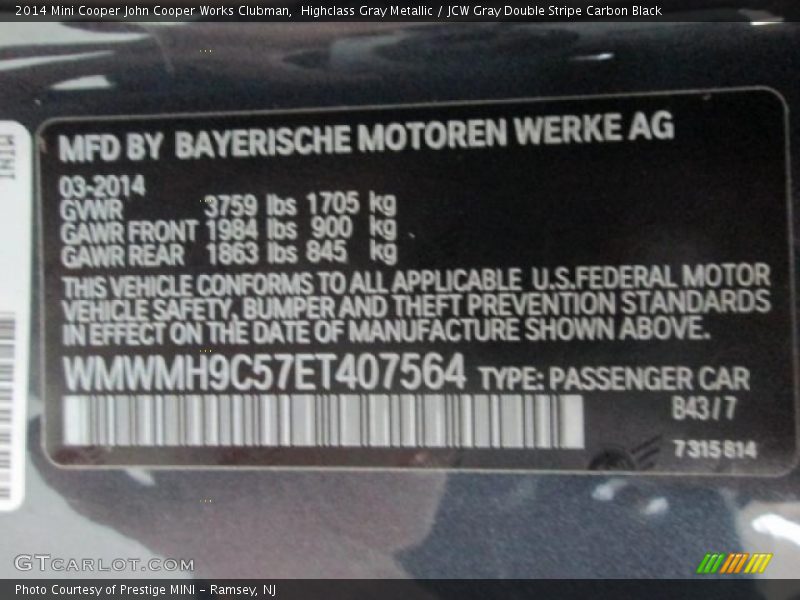 2014 Mini Cooper John Cooper Works Clubman,  Highclass Gray Metallic / JCW Gray Double Stripe Carbon Black
MINI
MFD BY BAYERISCHE MOTOREN WERKE AG
03-2014
GVWR 3759 lbs 1705 kg
GAWR FRONT 1984 lbs 900 kg
GAWR REAR 1863 lbs 845 kg
THIS VEHICLE CONFORMS TO ALL APPLICABLE U.S.FEDERAL MOTOR
VEHICLE SAFETY, BUMPER AND THEFT PREVENTION STANDARDS
IN EFFECT ON THE DATE OF MANUFACTURE SHOWN ABOVE.
WMWMH9C57ET407564 TYPE: PASSENGER CAR
B43/7
7315814
GTCARLOT.COM
Photo Courtesy of Prestige MINI - Ramsey, NJ